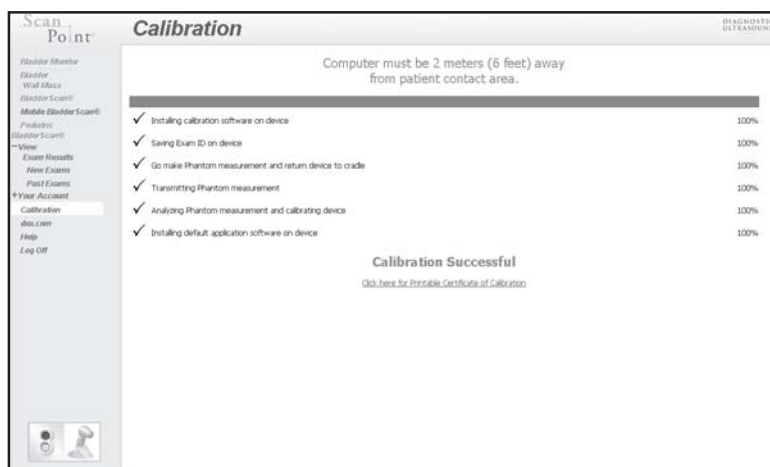 Scan
Point
Calibration
DIAGNOSTIC
ULTRASOUND
Bladder Monitor
Bladder
Wall Mass
BladderScan®
Mobile BladderScan®
Pediatric
BladderScan®
−View
Exam Results
New Exams
Past Exams
+Your Account
Calibration
dxu.com
Help
Log Off
Computer must be 2 meters (6 feet) away
from patient contact area.
Installing calibration software on device 100%
Saving Exam ID on device 100%
Go make Phantom measurement and return device to cradle 100%
Transmitting Phantom measurement 100%
Analyzing Phantom measurement and calibrating device 100%
Installing default application software on device 100%
Calibration Successful
Click here for Printable Certificate of Calibration